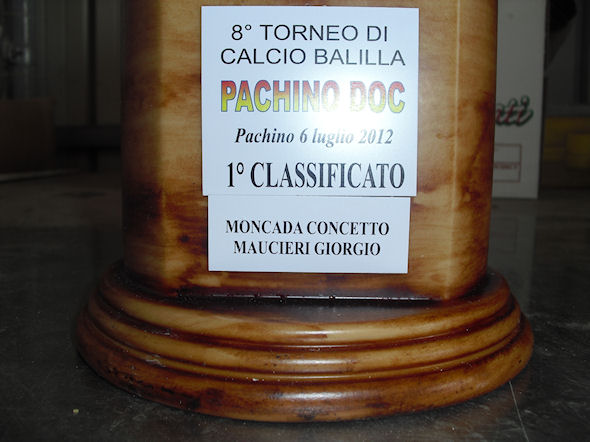 8° TORNEO DI
CALCIO BALILLA
PACHINO DOC
Pachino 6 luglio 2012
1° CLASSIFICATO
MONCADA CONCETTO
MAUCIERI GIORGIO